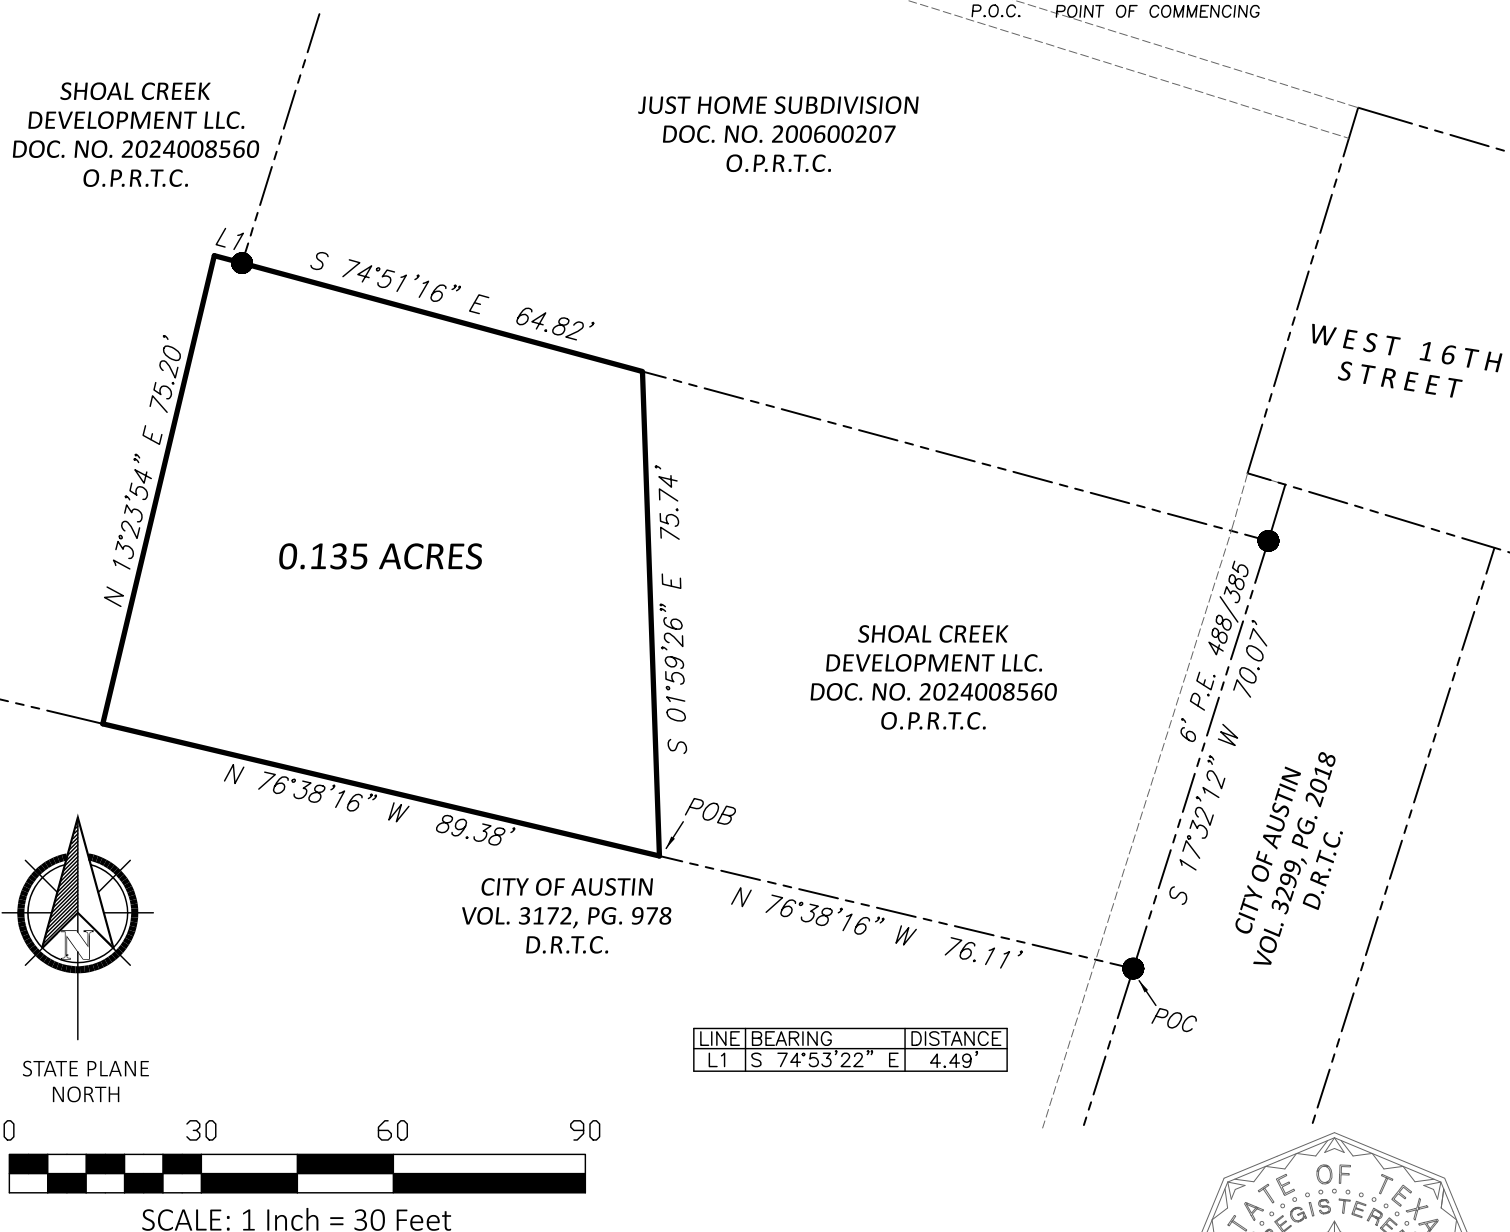 P.O.C. POINT OF COMMENCING
SHOAL CREEK
DEVELOPMENT LLC.
DOC. NO. 2024008560
O.P.R.T.C.
JUST HOME SUBDIVISION
DOC. NO. 200600207
O.P.R.T.C.
L1
S 74°51'16" E 64.82'
WEST 16TH
STREET
N 13°23'54" E 75.20'
0.135 ACRES
S 01°59'26" E 75.74'
SHOAL CREEK
DEVELOPMENT LLC.
DOC. NO. 2024008560
O.P.R.T.C.
6' P.E. 488/385
S 17°32'12" W 70.07'
CITY OF AUSTIN
VOL. 3299, PG. 2018
D.R.T.C.
N 76°38'16" W 89.38'
POB
CITY OF AUSTIN
VOL. 3172, PG. 978
D.R.T.C.
N 76°38'16" W 76.11'
POC
N
STATE PLANE
NORTH
LINE BEARING DISTANCE
L1 S 74°53'22" E 4.49'
0 30 60 90
SCALE: 1 Inch = 30 Feet
STATE OF TEXA
REGISTERE